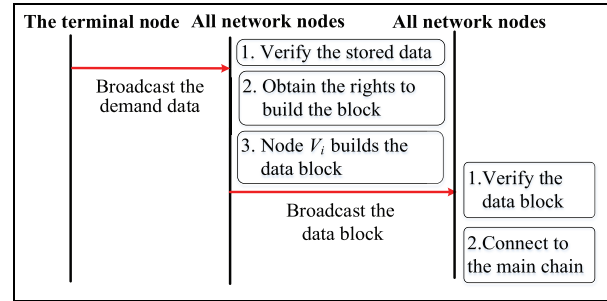 The terminal node
All network nodes
All network nodes
1. Verify the stored data
Broadcast the
demand data
2. Obtain the rights to
build the block
3. Node Vi builds the
data block
Broadcast the
data block
1.Verify the
data block
2.Connect to
the main chain